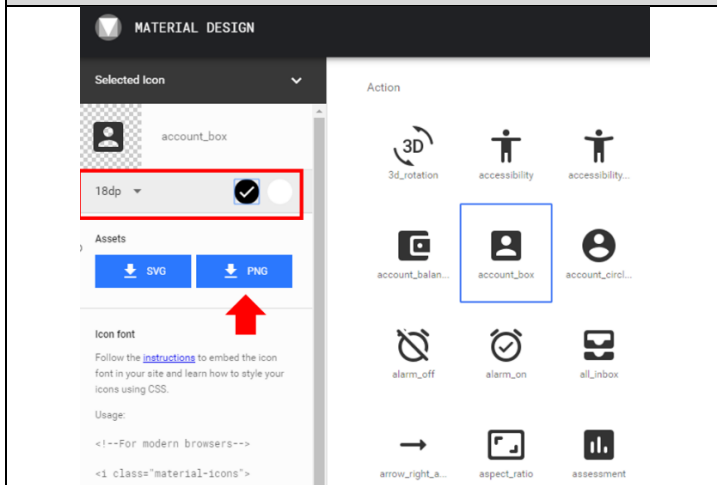 MATERIAL DESIGN
Selected Icon
account_box
18dp
Assets
SVG
PNG
Icon font
Follow the instructions to embed the icon
font in your site and learn how to style your
icons using CSS.
Usage:
<!--For modern browsers-->
<i class="material-icons">
Action
3D
3d_rotation
accessibility
accessibility...
account_balan...
account_box
account_circl...
alarm_off
alarm_on
all_inbox
arrow_right_a...
aspect_ratio
assessment